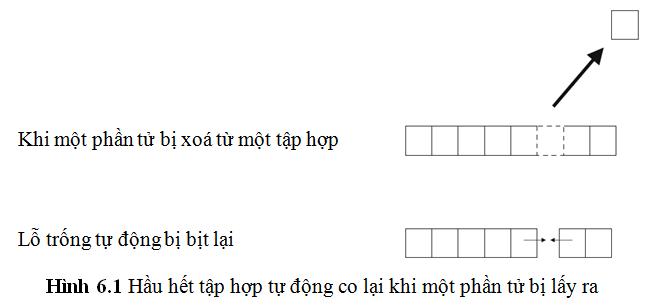 Khi một phần tử bị xoá từ một tập hợp
Lỗ trống tự động bị bịt lại
Hình 6.1 Hầu hết tập hợp tự động co lại khi một phần tử bị lấy ra